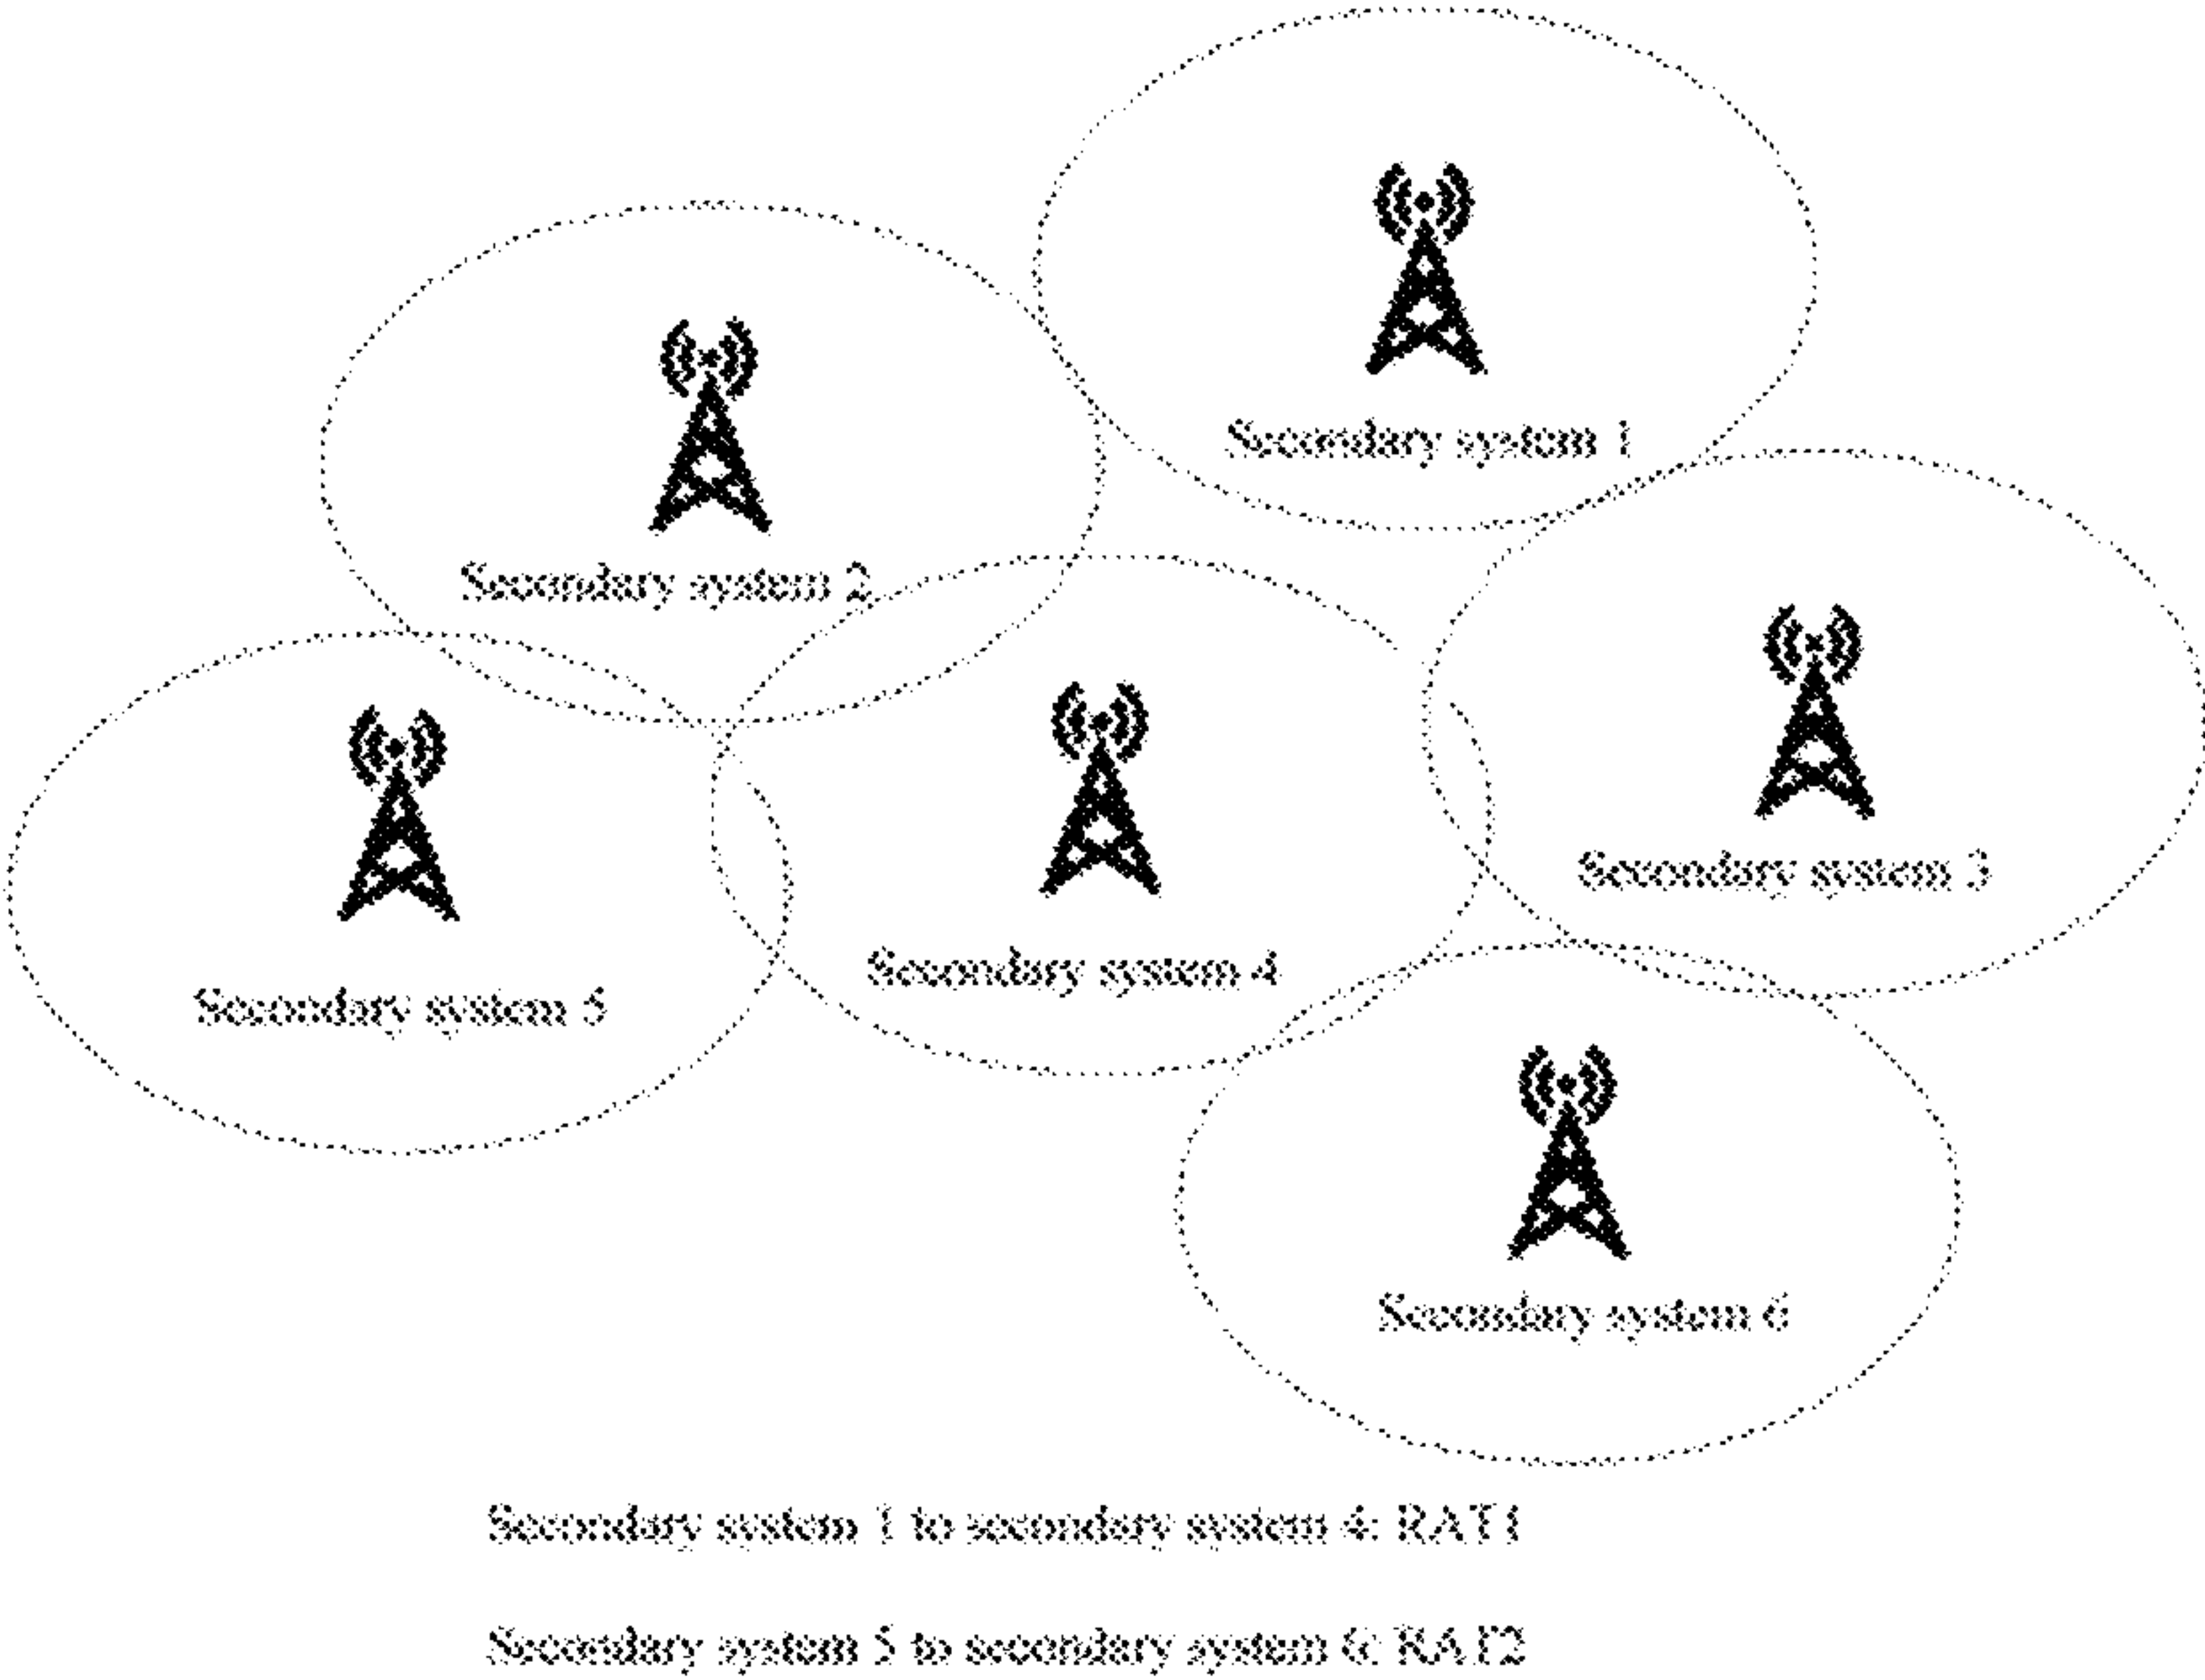 Secondary system 1
Secondary system 2
Secondary system 3
Secondary system 4
Secondary system 5
Secondary system 6
Secondary system 1 to secondary system 4: RAT1
Secondary system 5 to secondary system 6: RAT2